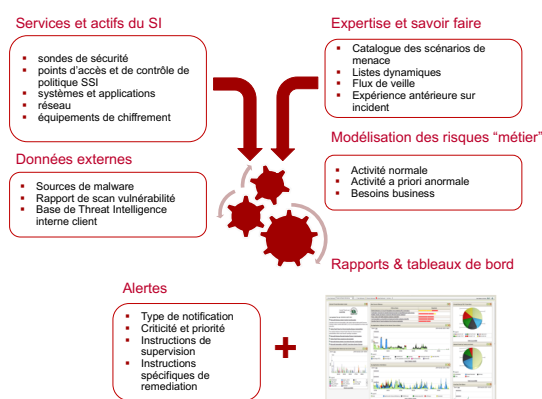 Services et actifs du SI
sondes de sécurité
points d'accès et de contrôle de
politique SSI
systèmes et applications
réseau
équipements de chiffrement
Données externes
Sources de malware
Rapport de scan vulnérabilité
Base de Threat Intelligence
interne client
Expertise et savoir faire
Catalogue des scénarios de
menace
Listes dynamiques
Flux de veille
Expérience antérieure sur
incident
Modélisation des risques “métier”
Activité normale
Activité a priori anormale
Besoins business
Alertes
Type de notification
Criticité et priorité
Instructions de
supervision
Instructions
spécifiques de
remediation
+
Rapports & tableaux de bord